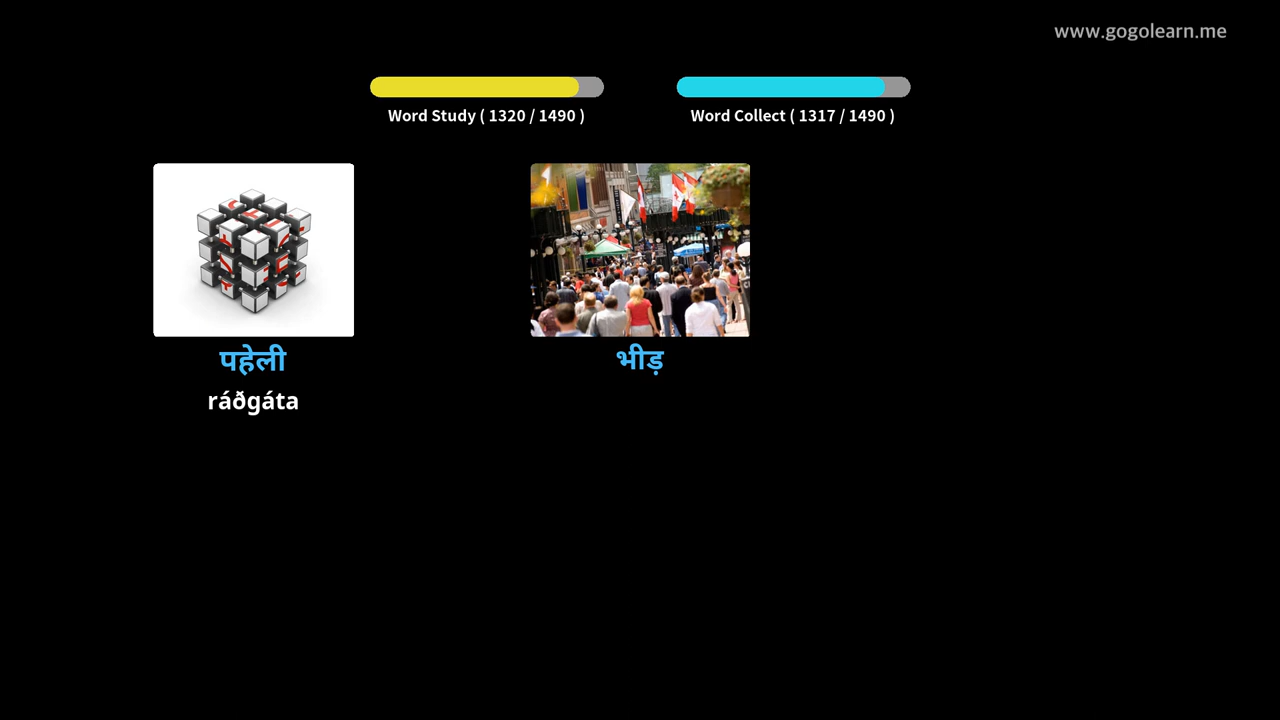 www.gogolearn.me
Word Study ( 1320 / 1490 )
Word Collect ( 1317 / 1490 )
पहेली
भीड़
ráðgáta